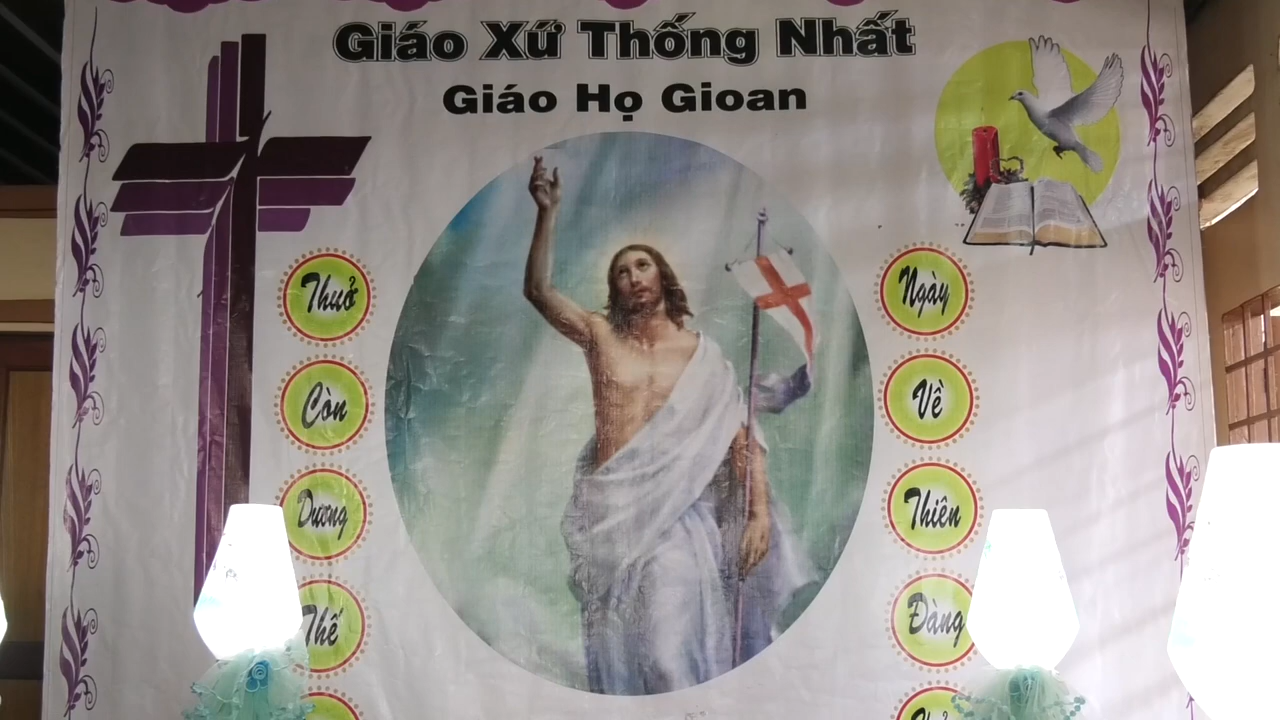 Giáo Xứ Thống Nhất
Giáo Họ Gioan
Thuở
Còn
Dương
Thế
Ngày
Về
Thiên
Đàng